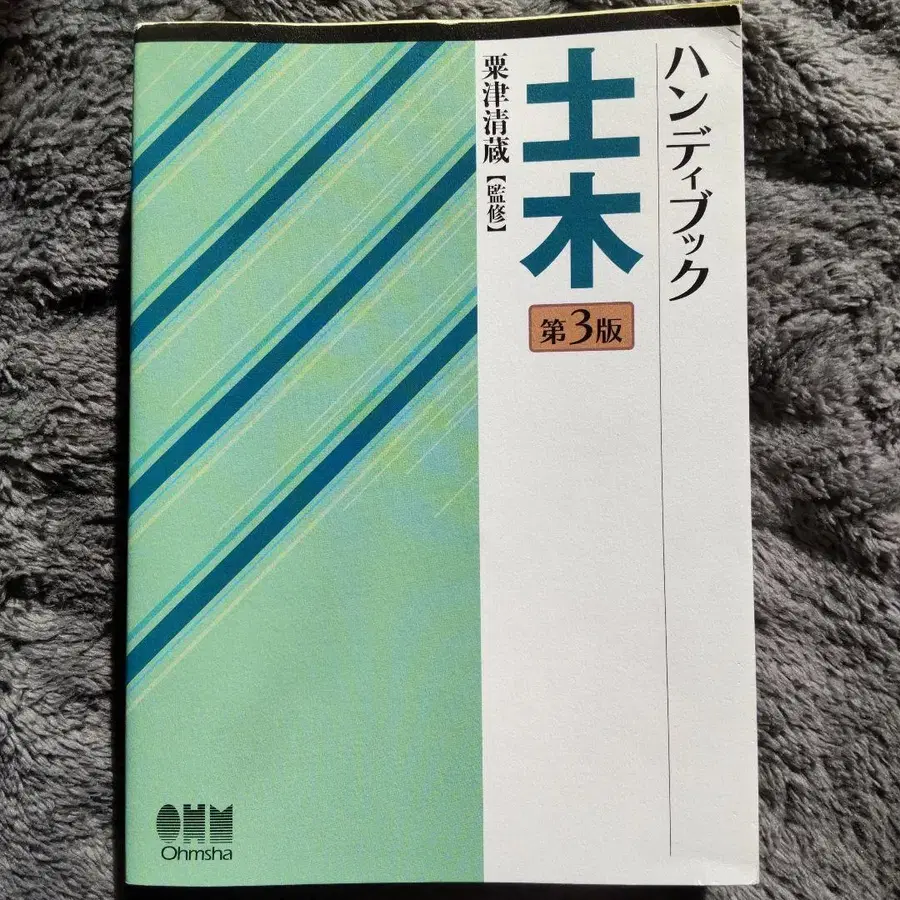 ハンディブック
土木
第3版
粟津清蔵【監修】
OHM
Ohmsha